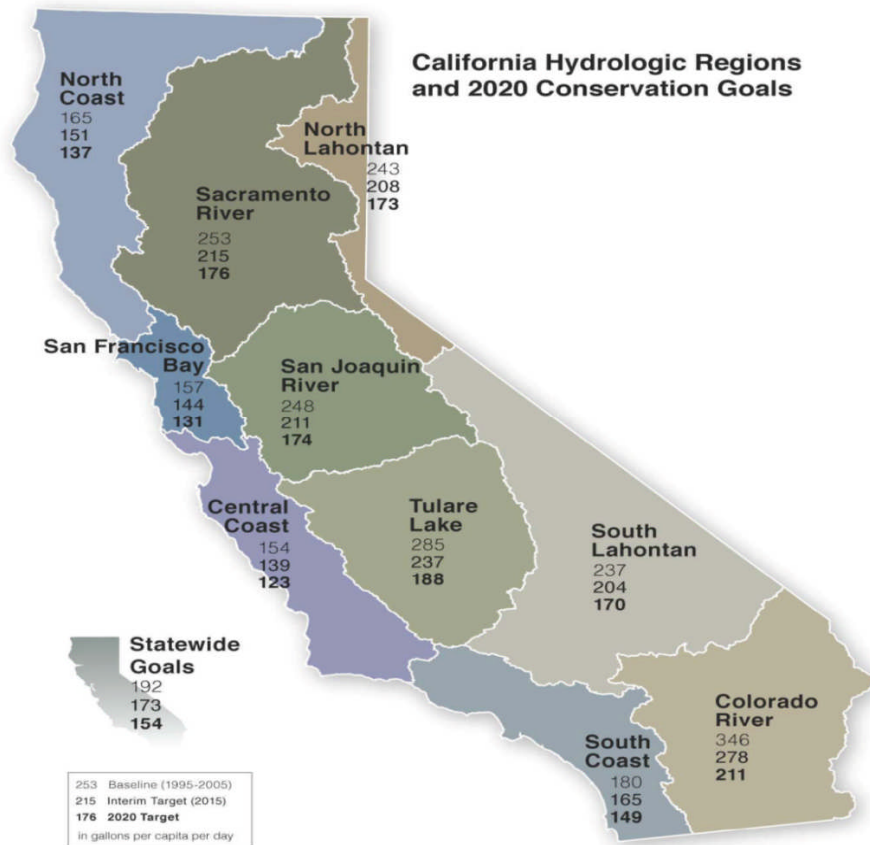 California Hydrologic Regions
and 2020 Conservation Goals
North
Coast
165
151
137
North
Lahontan
243
208
173
Sacramento
River
253
215
176
San Francisco
Bay
157
144
131
San Joaquin
River
248
211
174
Central
Coast
154
139
123
Tulare
Lake
285
237
188
South
Lahontan
237
204
170
Statewide
Goals
192
173
154
South
Coast
180
165
149
Colorado
River
346
278
211
253 Baseline (1995-2005)
215 Interim Target (2015)
176 2020 Target
in gallons per capita per day